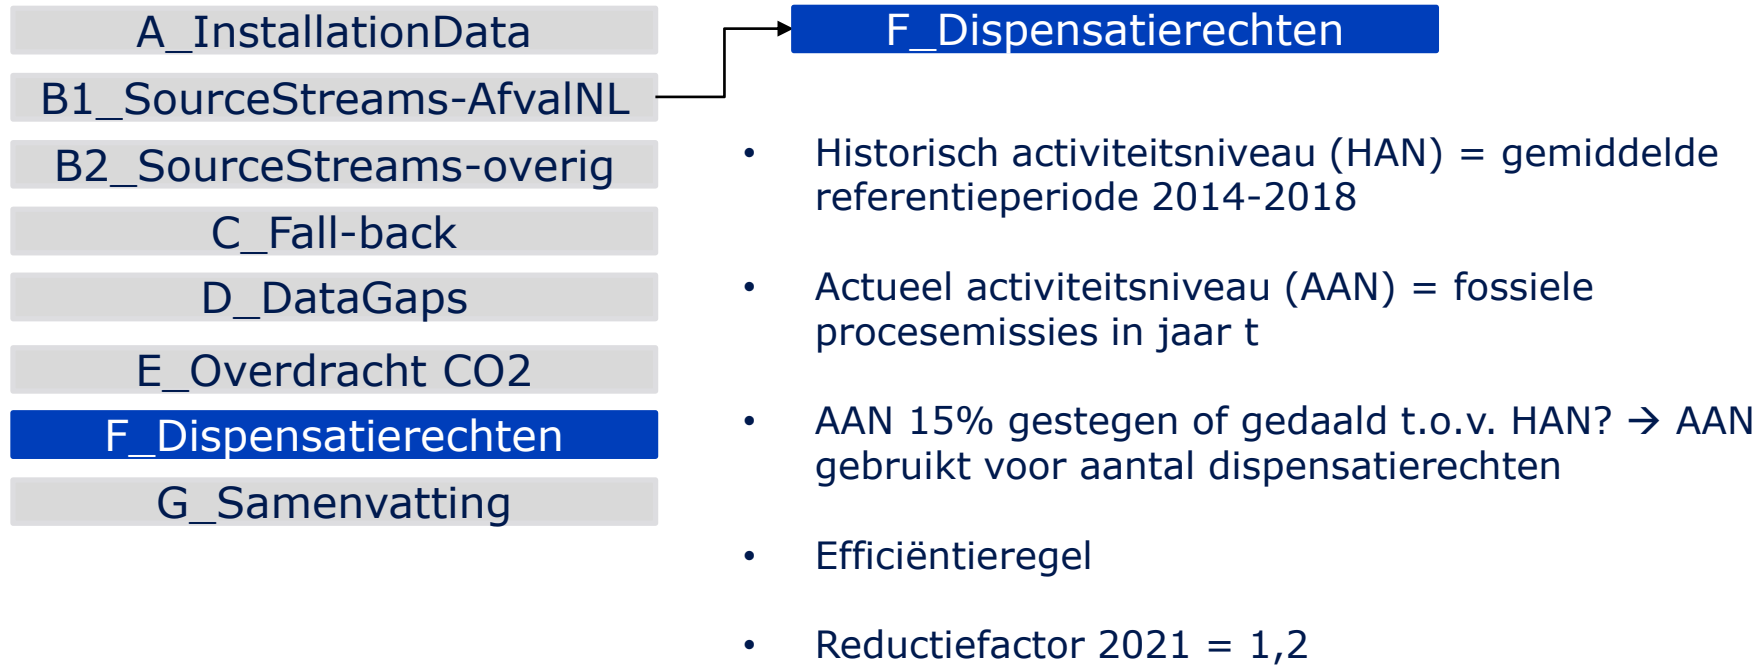 A_InstallationData
B1_SourceStreams-AfvalNL
B2_SourceStreams-overig
C_Fall-back
D_DataGaps
E_Overdracht CO2
F_Dispensatierechten
G_Samenvatting
F_Dispensatierechten
• Historisch activiteitsniveau (HAN) = gemiddelde
referentieperiode 2014-2018
• Actueel activiteitsniveau (AAN) = fossiele
procesemissies in jaar t
• AAN 15% gestegen of gedaald t.o.v. HAN? → AAN
gebruikt voor aantal dispensatierechten
• Efficiëntieregel
• Reductiefactor 2021 = 1,2